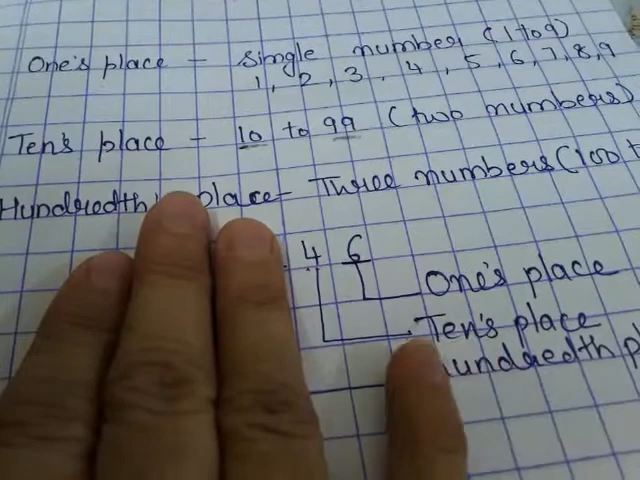 One's place - single number (1 to 9)
1, 2, 3, 4, 5, 6, 7, 8, 9
Ten's place - 10 to 99 (two numbers)
Hundredth place - Three numbers (100 t
4 6
One's place
Ten's place
hundredth p